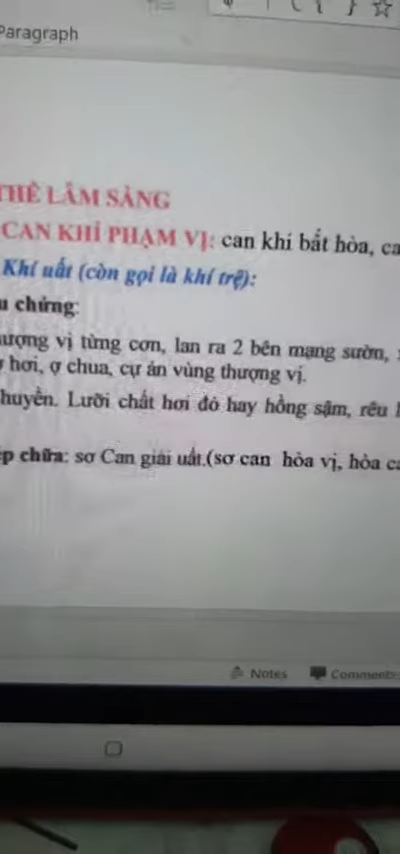 Paragraph
THỂ LÂM SÀNG
CAN KHÍ PHẠM VỊ: can khí bất hòa, ca
Khí uất (còn gọi là khí trệ):
u chứng:
ượng vị từng cơn, lan ra 2 bên mạng sườn,
hơi, ợ chua, cự án vùng thượng vị.
huyền. Lưỡi chất hơi đỏ hay hồng sậm, rêu
p chữa: sơ Can giải uất.(sơ can hòa vị, hòa ca
Notes
Comments